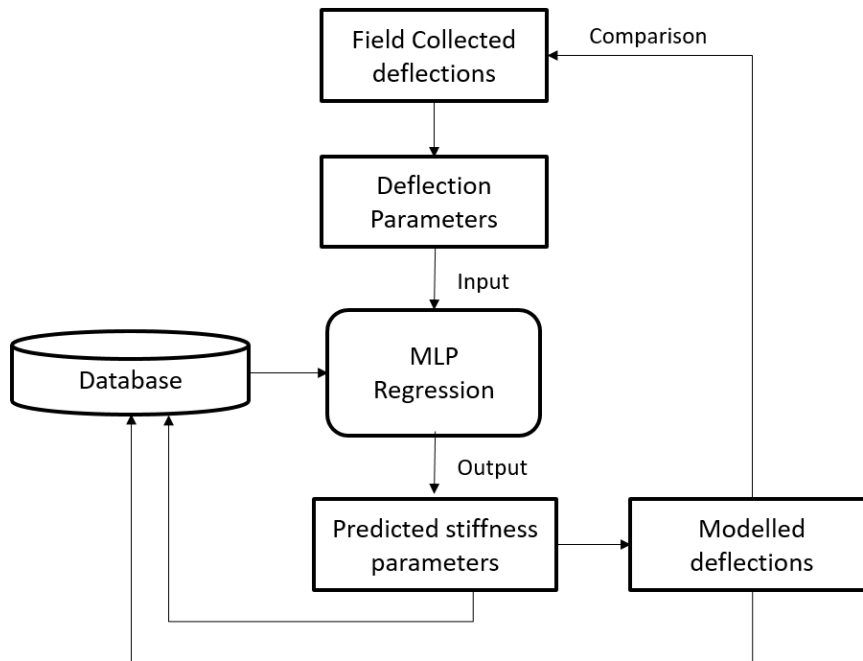 Field Collected
deflections
Comparison
Deflection
Parameters
Input
Database
MLP
Regression
Output
Predicted stiffness
parameters
Modelled
deflections